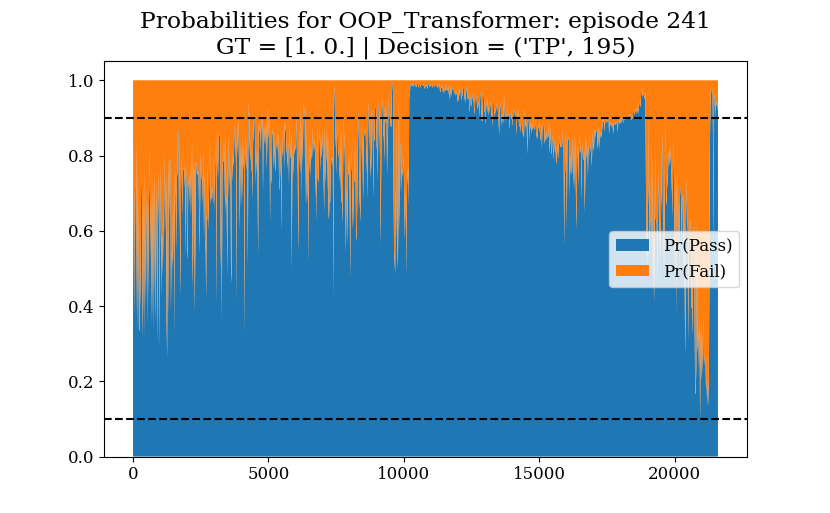 Probabilities for OOP_Transformer: episode 241
GT = [1. 0.] | Decision = ('TP', 195)
1.0
0.8
0.6
0.4
0.2
0.0
Pr(Pass)
Pr(Fail)
0
5000
10000
15000
20000